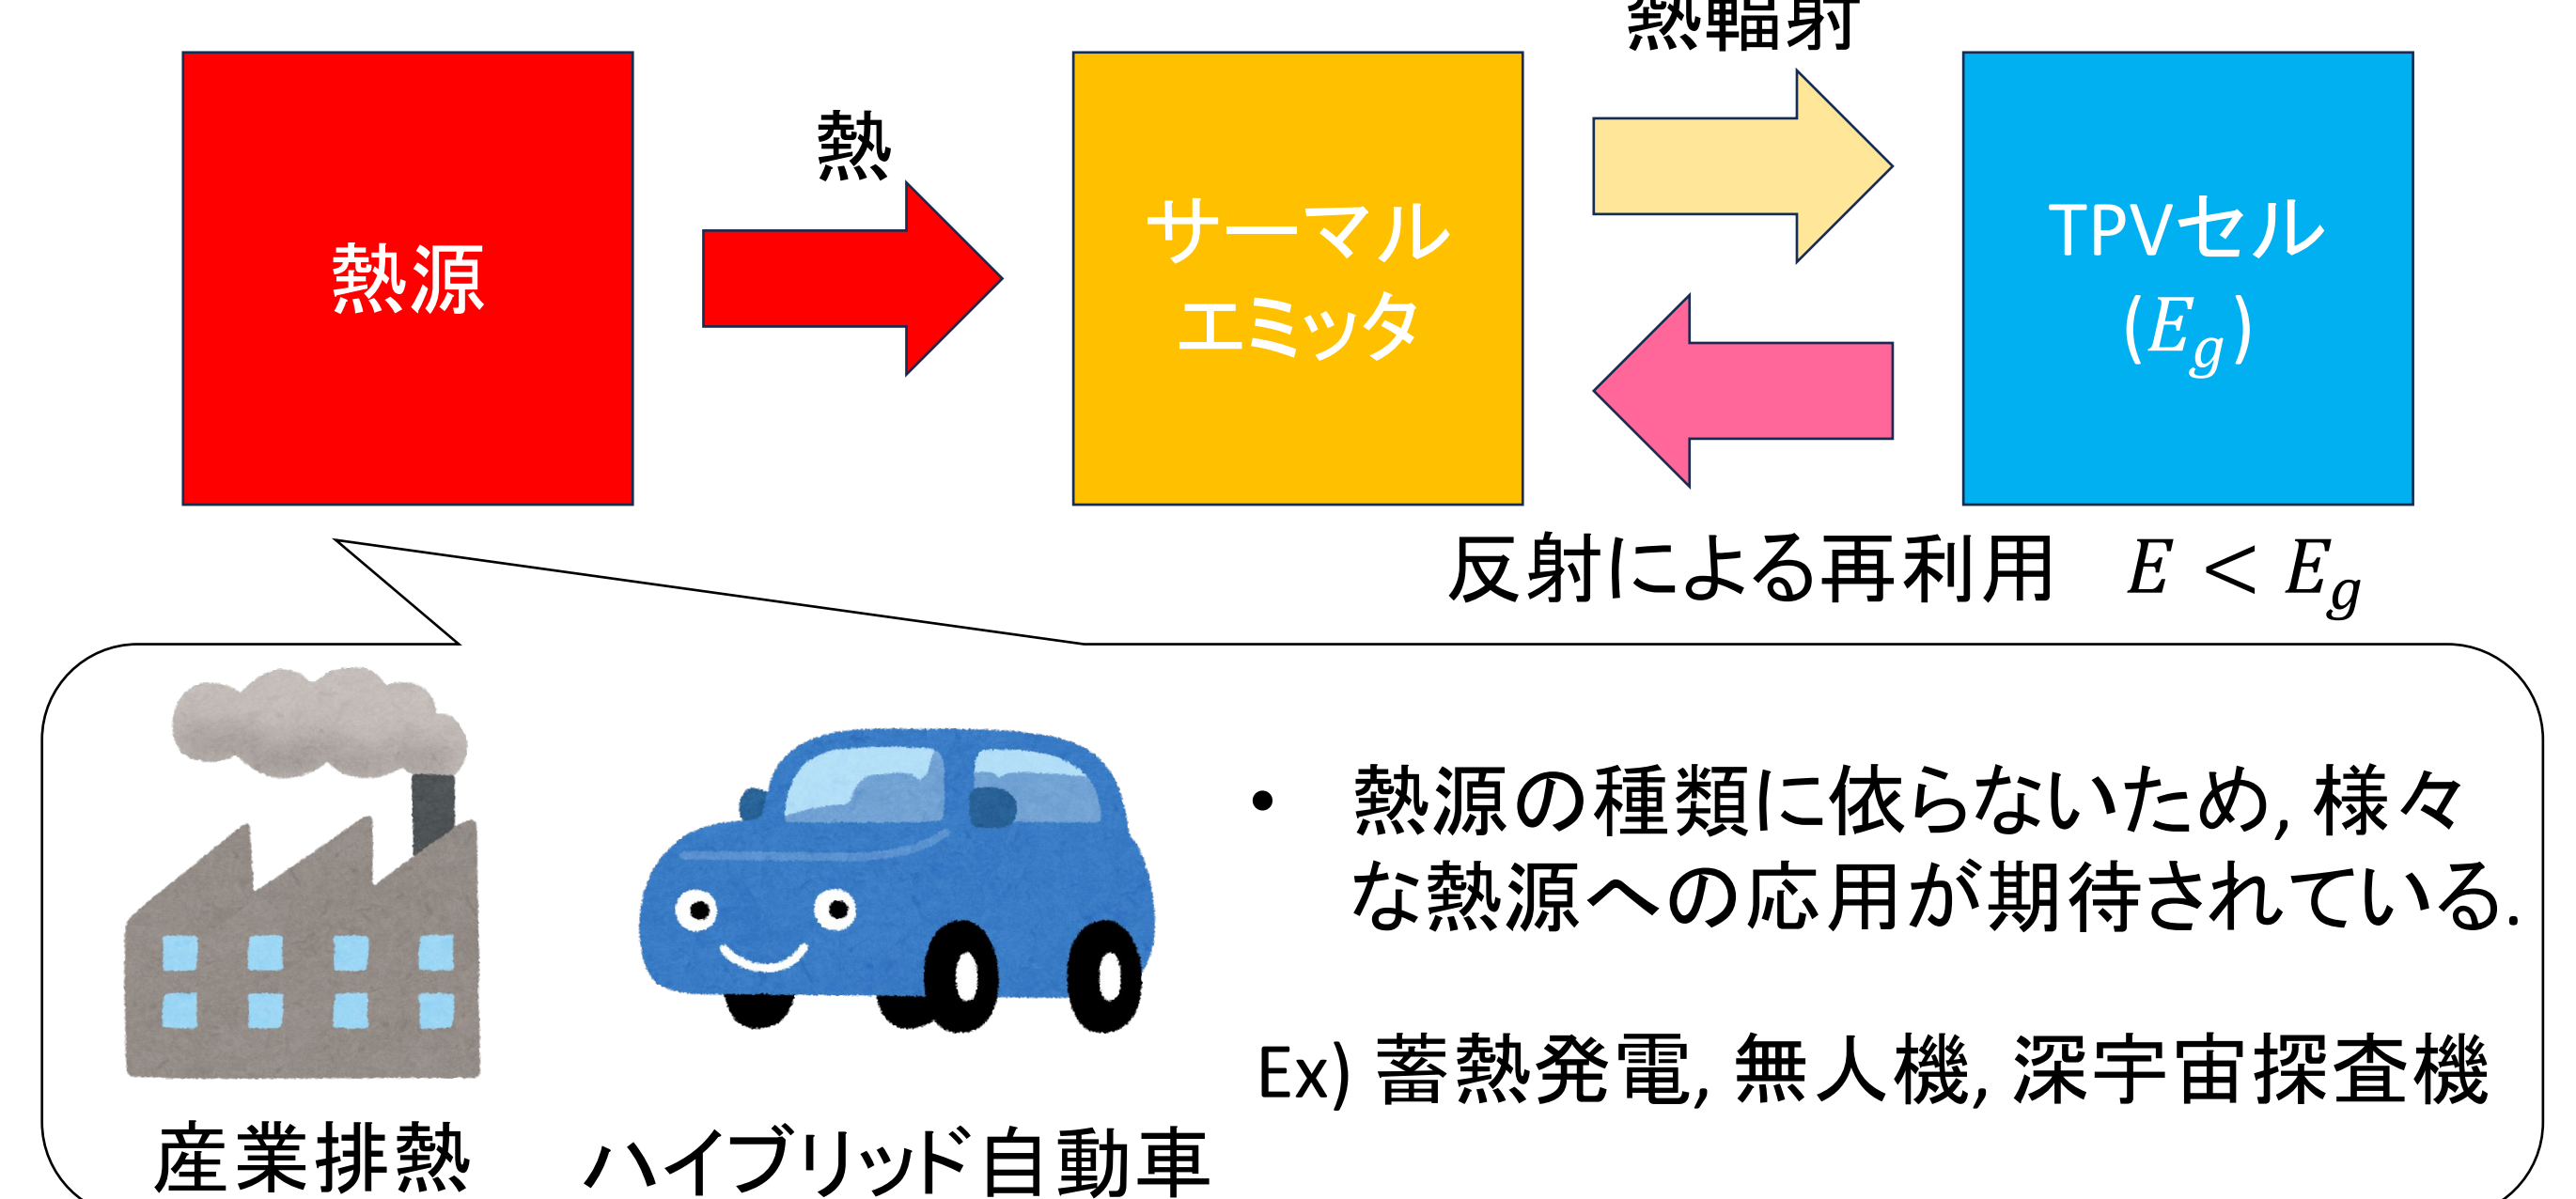 熱輻射
熱
熱源
サーマル
エミッタ
TPVセル
(E_g)
反射による再利用 E < E_g
• 熱源の種類に依らないため, 様々
な熱源への応用が期待されている.
Ex) 蓄熱発電, 無人機, 深宇宙探査機
産業排熱
ハイブリッド自動車